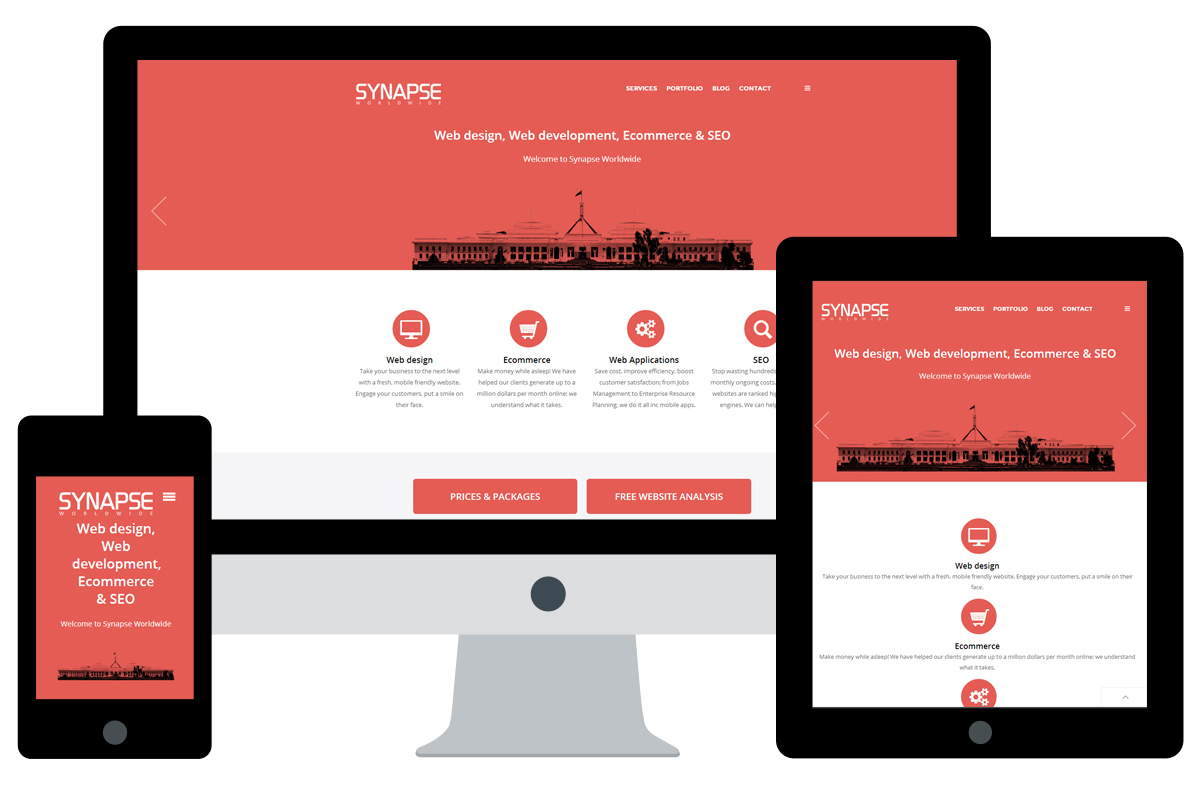 SYNAPSE
WORLDWIDE
SERVICES PORTFOLIO BLOG CONTACT
Web design, Web development, Ecommerce & SEO
Welcome to Synapse Worldwide
Web design
Take your business to the next level
with a fresh, mobile friendly website.
Engage your customers, put a smile on
their face.
Ecommerce
Make money while asleep! We have
helped our clients generate up to a
million dollars per month online; we
understand what it takes.
Web Applications
Save cost, improve efficiency, boost
customer satisfaction; from Jobs
Management to Enterprise Resource
Planning, we do it all inc mobile apps.
SEO
Stop wasting hundreds
monthly ongoing costs,
websites are ranked
engines. We can help
PRICES & PACKAGES
FREE WEBSITE ANALYSIS
SYNAPSE
WORLDWIDE
SERVICES PORTFOLIO BLOG CONTACT
Web design, Web development, Ecommerce & SEO
Welcome to Synapse Worldwide
Web design
Take your business to the next level with a fresh, mobile friendly website. Engage your customers, put a smile on their
face.
Ecommerce
Make money while asleep! We have helped our clients generate up to a million dollars per month online; we understand
what it takes.
SYNAPSE
WORLDWIDE
Web design,
Web
development,
Ecommerce
& SEO
Welcome to Synapse Worldwide